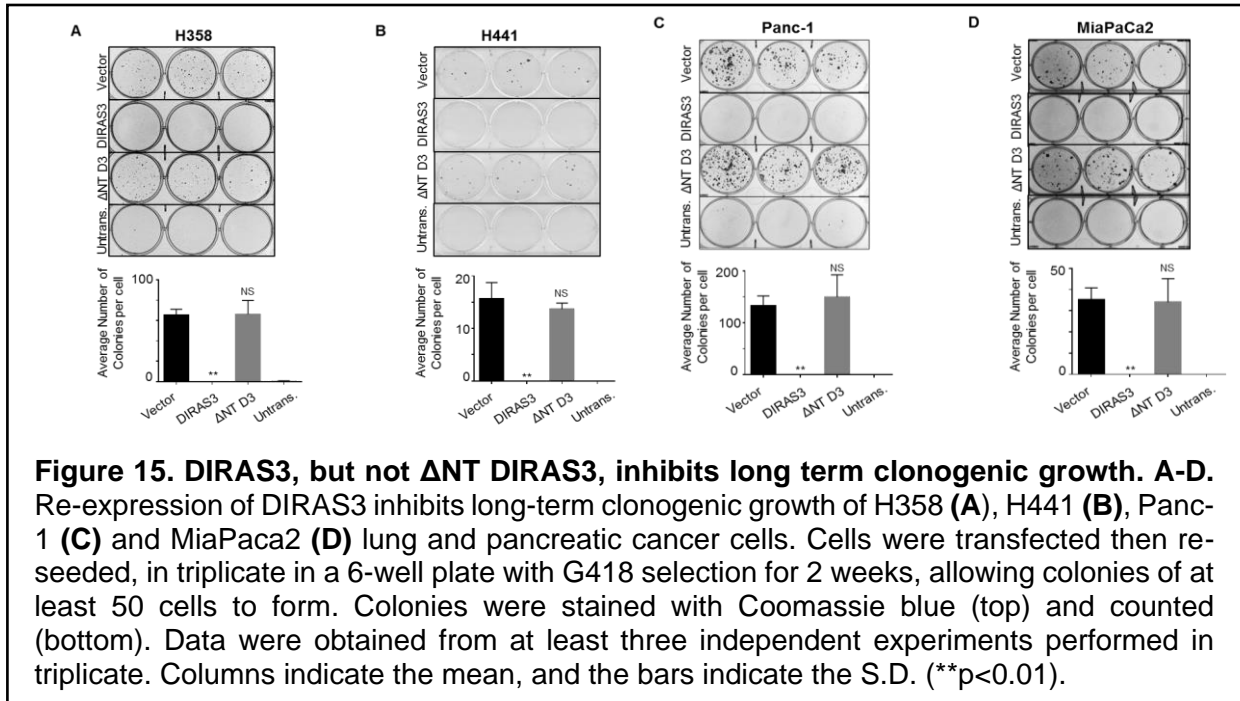 A
H358
Vector
DIRAS3
ΔNT D3
Untrans.
Average Number of
Colonies per cell
100
60
0
**
NS
Vector
DIRAS3
ΔNT D3
Untrans.
B
H441
Vector
DIRAS3
ΔNT D3
Untrans.
Average Number of
Colonies per cell
20
15
10
0
**
NS
Vector
DIRAS3
ΔNT D3
Untrans.
C
Panc-1
Vector
DIRAS3
ΔNT D3
Untrans.
Average Number of
Colonies per cell
200
150
100
0
**
NS
Vector
DIRAS3
ΔNT D3
Untrans.
D
MiaPaCa2
Vector
DIRAS3
ΔNT D3
Untrans.
Average Number of
Colonies per cell
50
40
0
**
NS
Vector
DIRAS3
ΔNT D3
Untrans.
Figure 15. DIRAS3, but not ΔNT DIRAS3, inhibits long term clonogenic growth. A-D.
Re-expression of DIRAS3 inhibits long-term clonogenic growth of H358 (A), H441 (B), Panc-
1 (C) and MiaPaca2 (D) lung and pancreatic cancer cells. Cells were transfected then re-
seeded, in triplicate in a 6-well plate with G418 selection for 2 weeks, allowing colonies of at
least 50 cells to form. Colonies were stained with Coomassie blue (top) and counted
(bottom). Data were obtained from at least three independent experiments performed in
triplicate. Columns indicate the mean, and the bars indicate the S.D. (**p<0.01).